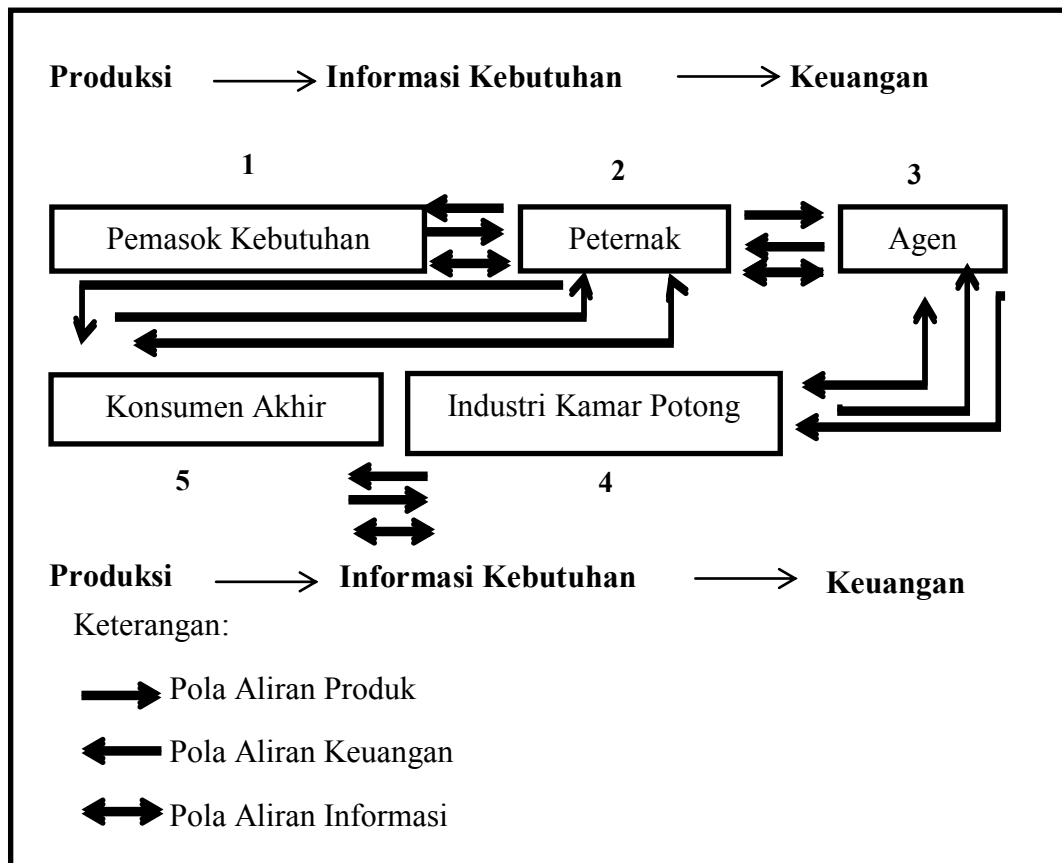 Produksi Informasi Kebutuhan Keuangan
1 2 3
Pemasok Kebutuhan Peternak Agen
Konsumen Akhir Industri Kamar Potong
5 4
Produksi Informasi Kebutuhan Keuangan
Keterangan:
Pola Aliran Produk
Pola Aliran Keuangan
Pola Aliran Informasi